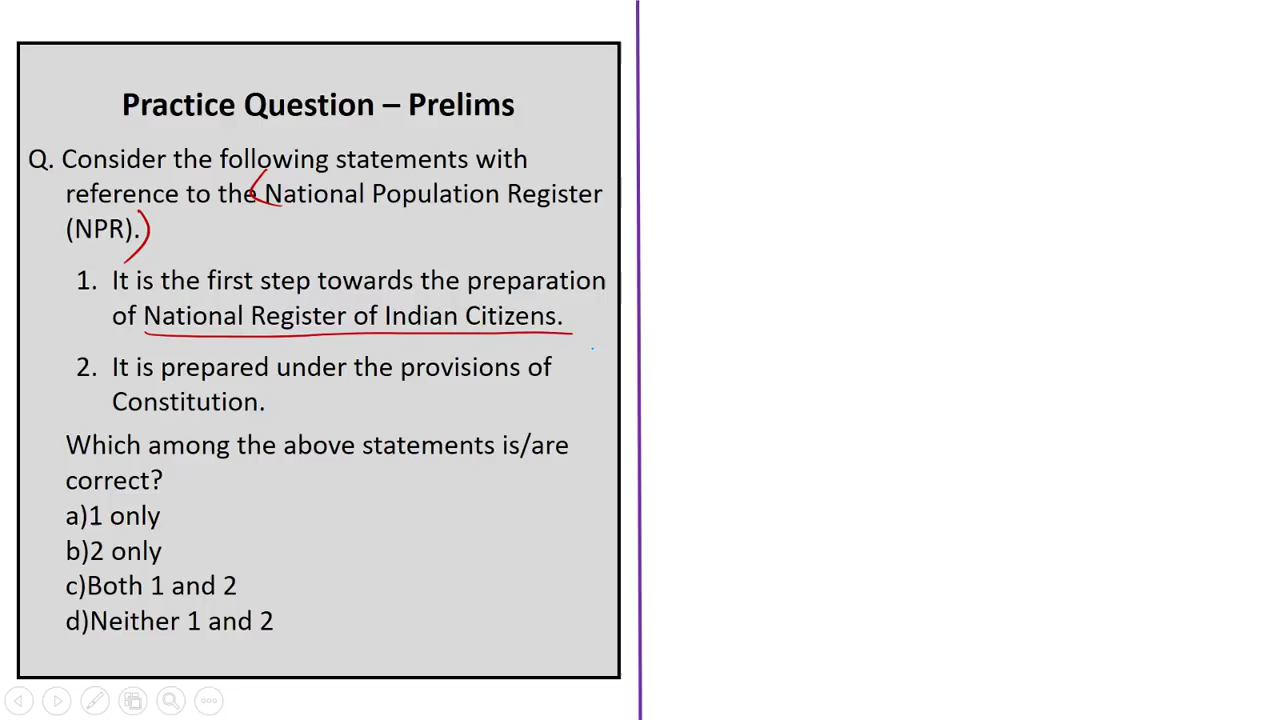 Practice Question – Prelims
Q. Consider the following statements with
reference to the National Population Register
(NPR).
1. It is the first step towards the preparation
of National Register of Indian Citizens.
2. It is prepared under the provisions of
Constitution.
Which among the above statements is/are
correct?
a)1 only
b)2 only
c)Both 1 and 2
d)Neither 1 and 2